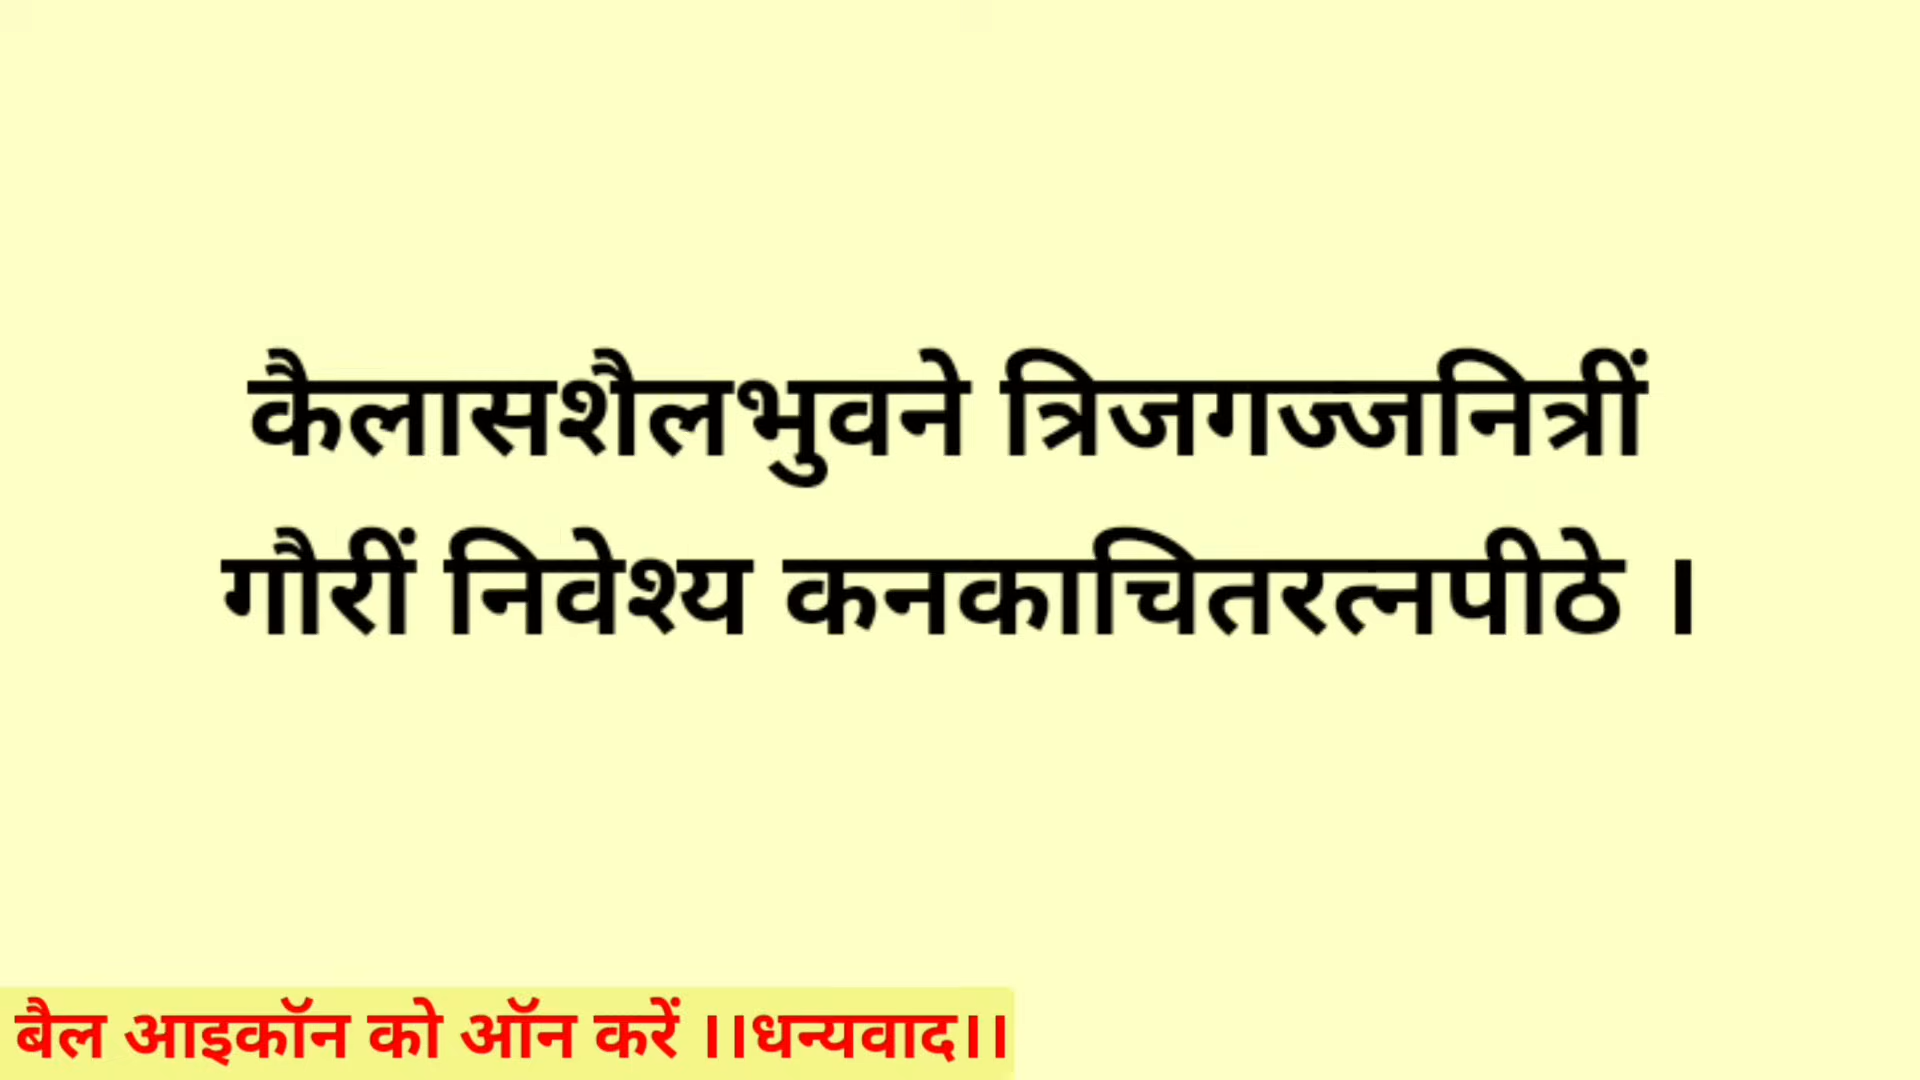 कैलासशैलभुवने त्रिजगज्जनित्रीं
गौरीं निवेश्य कनकाचितरत्नपीठे ।
बैल आइकॉन को ऑन करें ।।धन्यवाद।।